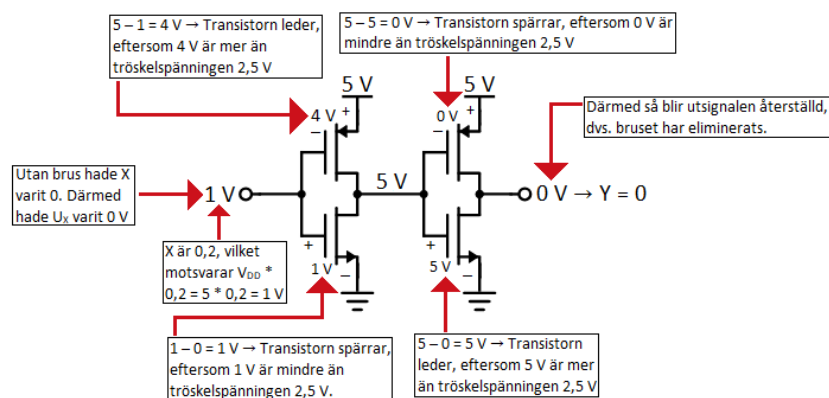 5 – 1 = 4 V → Transistorn leder,
eftersom 4 V är mer än
tröskelspänningen 2,5 V
5 – 5 = 0 V → Transistorn spärrar, eftersom 0 V är
mindre än tröskelspänningen 2,5 V
5 V
5 V
4 V
+
–
0 V
+
–
Därmed så blir utsignalen återställd,
dvs. bruset har eliminerats.
Utan brus hade X
varit 0. Därmed
hade Ux varit 0 V
1 V
5 V
0 V → Y = 0
X är 0,2, vilket
motsvarar VDD *
0,2 = 5 * 0,2 = 1 V
+
1 V
–
+
5 V
–
1 – 0 = 1 V → Transistorn spärrar,
eftersom 1 V är mindre än
tröskelspänningen 2,5 V.
5 – 0 = 5 V → Transistorn
leder, eftersom 5 V är mer
än tröskelspänningen 2,5 V